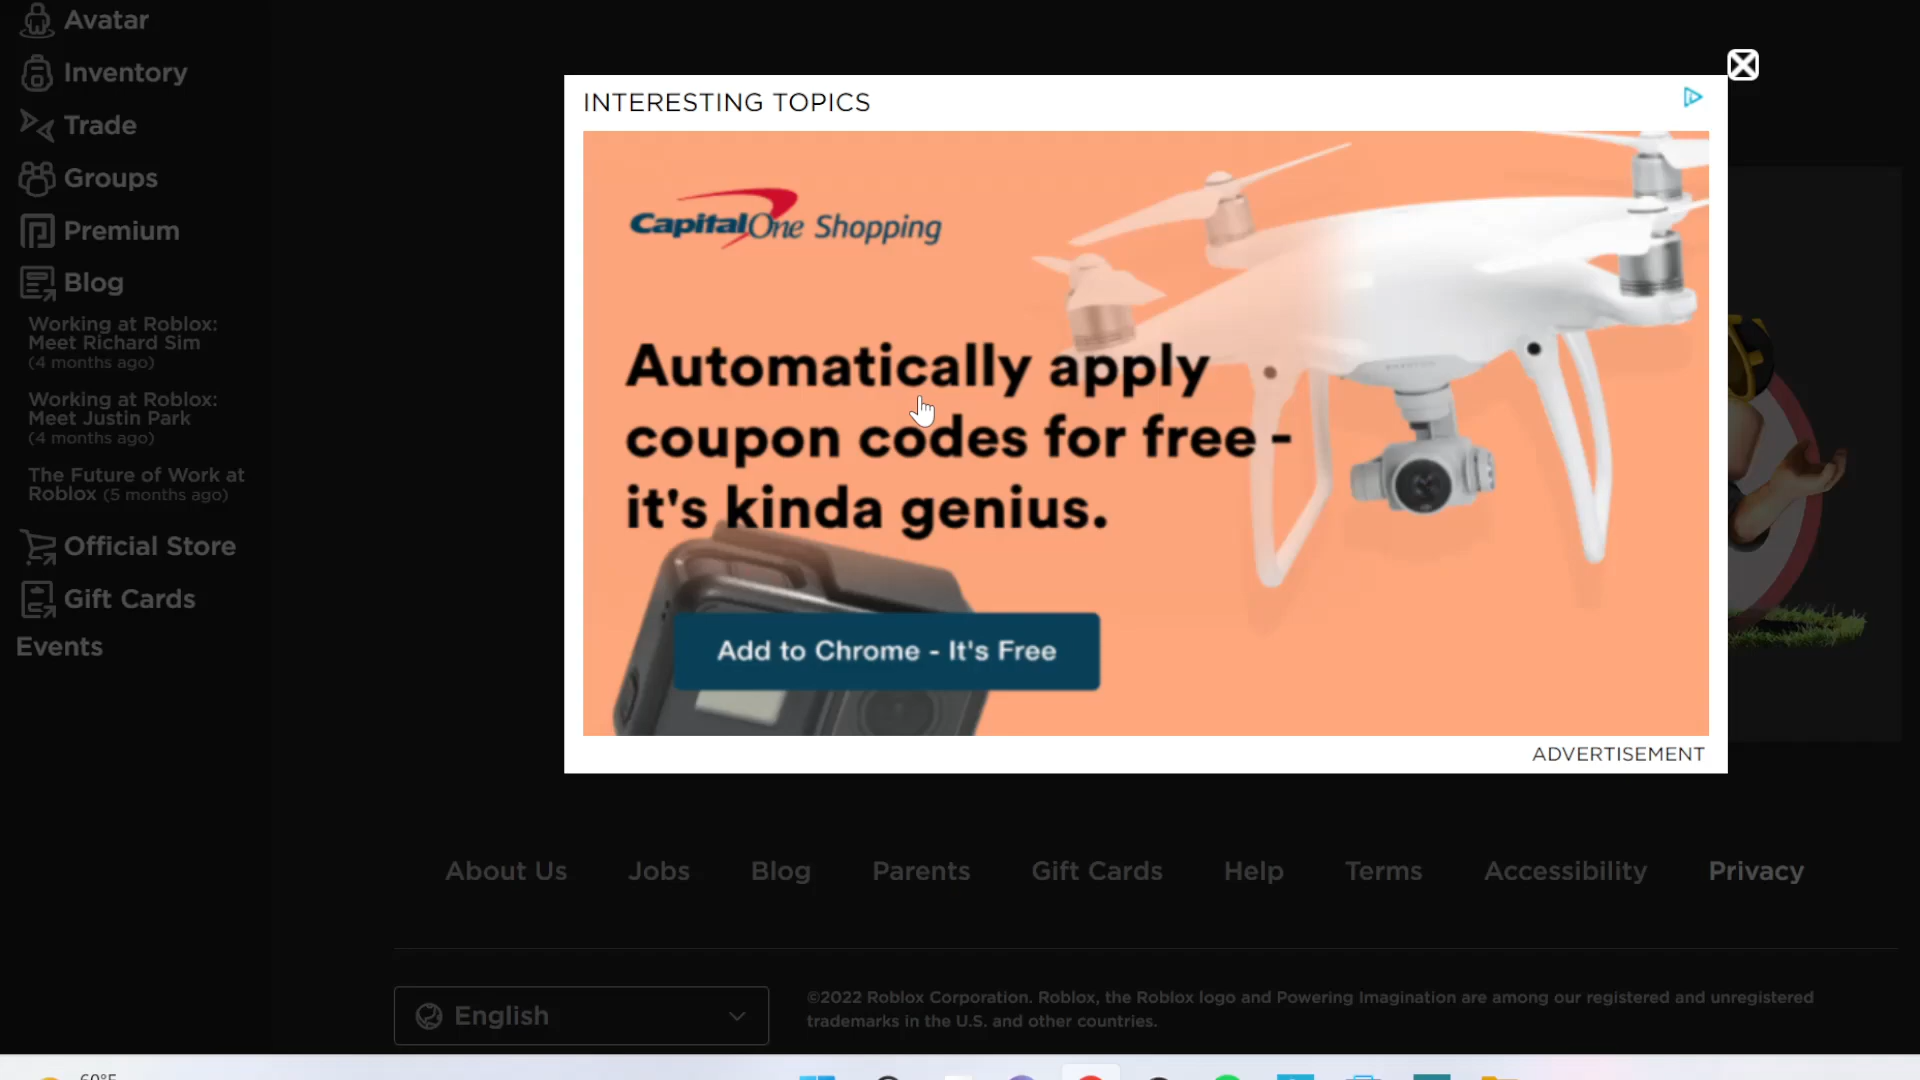 Avatar
Inventory
Trade
Groups
Premium
Blog
Working at Roblox:
Meet Richard Sim
(4 months ago)
Working at Roblox:
Meet Justin Park
(4 months ago)
The Future of Work at
Roblox (5 months ago)
Official Store
Gift Cards
Events
INTERESTING TOPICS
CapitalOne Shopping
Automatically apply
coupon codes for free -
it's kinda genius.
Add to Chrome - It's Free
ADVERTISEMENT
About Us Jobs Blog Parents Gift Cards Help Terms Accessibility Privacy
English
©2022 Roblox Corporation. Roblox, the Roblox logo and Powering Imagination are among our registered and unregistered
trademarks in the U.S. and other countries.
60°F